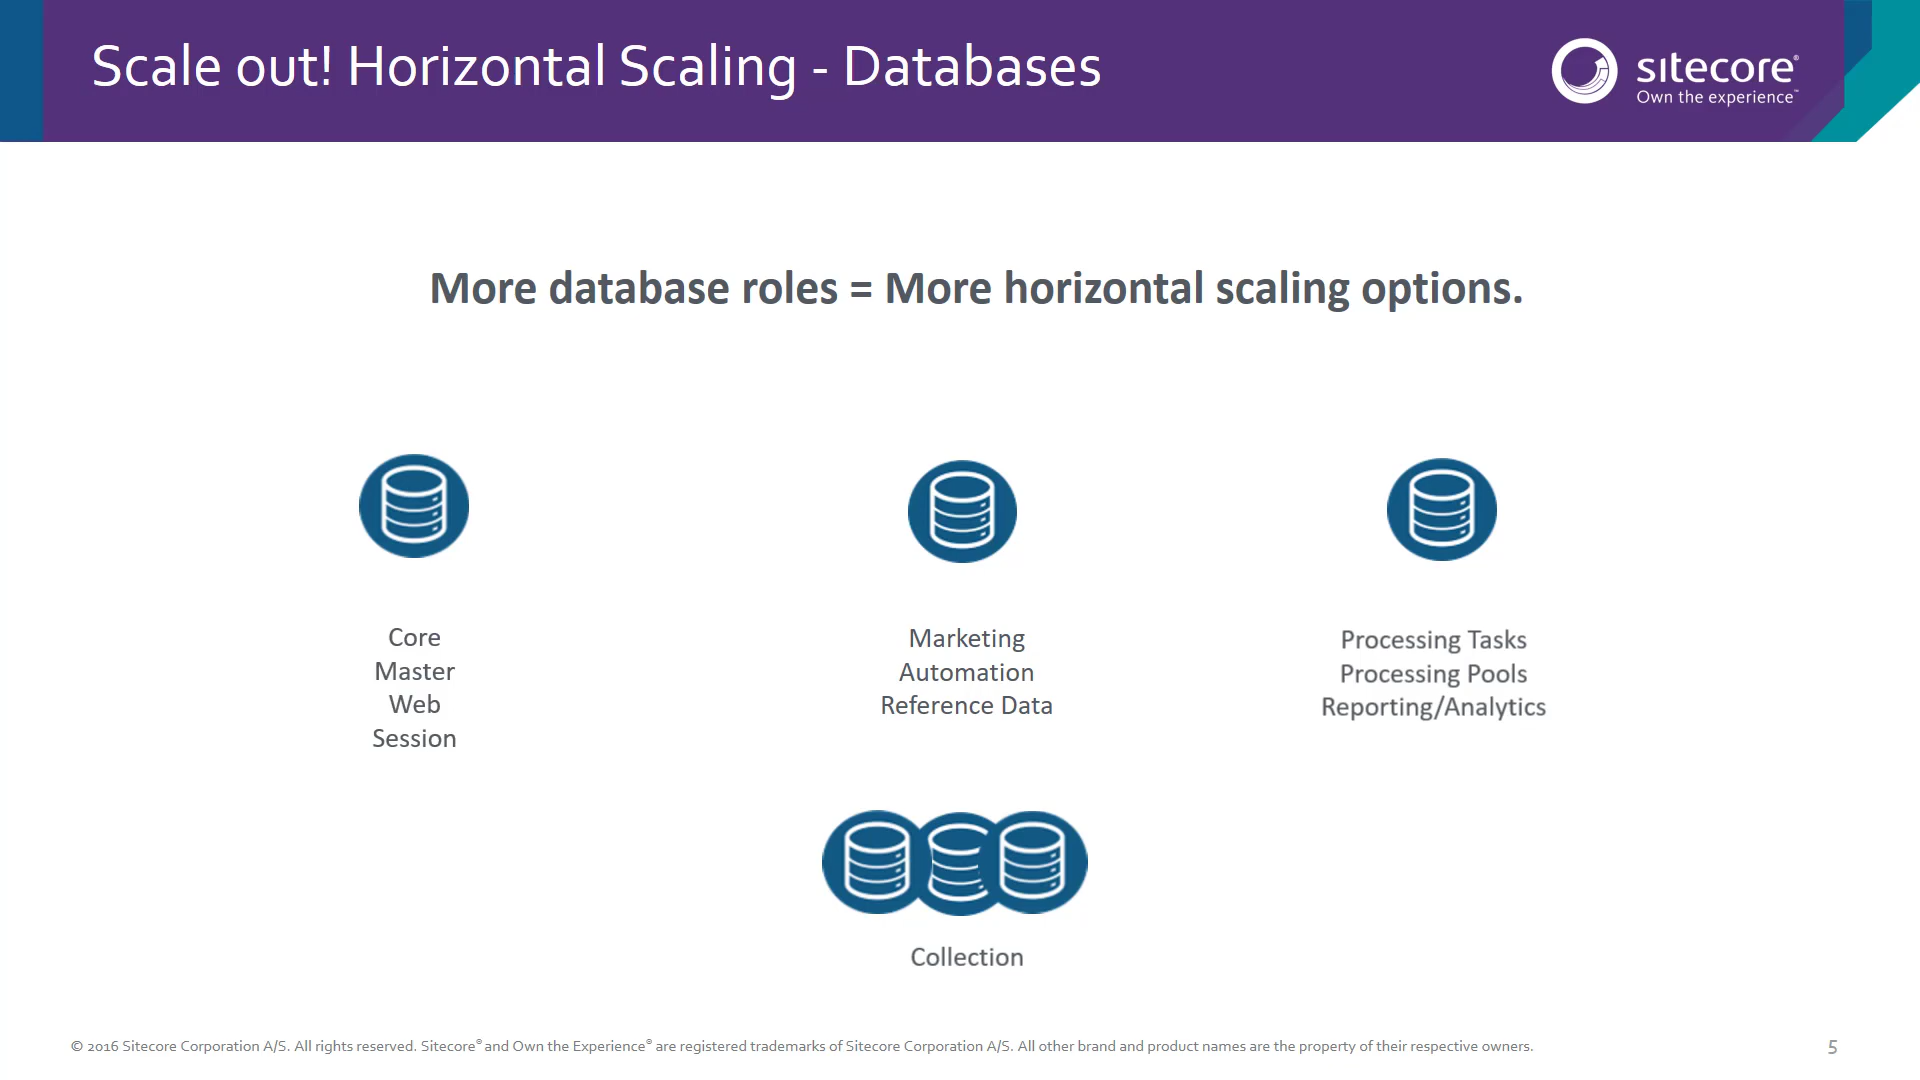 Scale out! Horizontal Scaling - Databases
sitecore®
Own the experience™
More database roles = More horizontal scaling options.
Core
Master
Web
Session
Marketing
Automation
Reference Data
Processing Tasks
Processing Pools
Reporting/Analytics
Collection
© 2016 Sitecore Corporation A/S. All rights reserved. Sitecore® and Own the Experience® are registered trademarks of Sitecore Corporation A/S. All other brand and product names are the property of their respective owners.
5